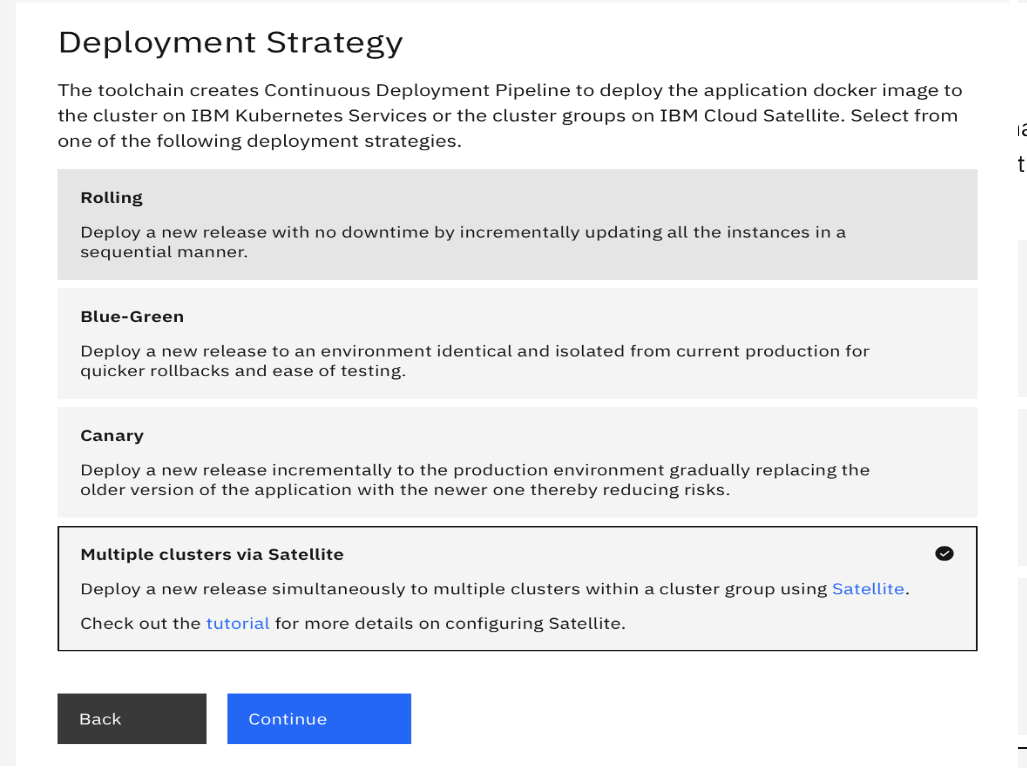 Deployment Strategy
The toolchain creates Continuous Deployment Pipeline to deploy the application docker image to
the cluster on IBM Kubernetes Services or the cluster groups on IBM Cloud Satellite. Select from
one of the following deployment strategies.
Rolling
Deploy a new release with no downtime by incrementally updating all the instances in a
sequential manner.
Blue-Green
Deploy a new release to an environment identical and isolated from current production for
quicker rollbacks and ease of testing.
Canary
Deploy a new release incrementally to the production environment gradually replacing the
older version of the application with the newer one thereby reducing risks.
Multiple clusters via Satellite
Deploy a new release simultaneously to multiple clusters within a cluster group using Satellite.
Check out the tutorial for more details on configuring Satellite.
Back
Continue